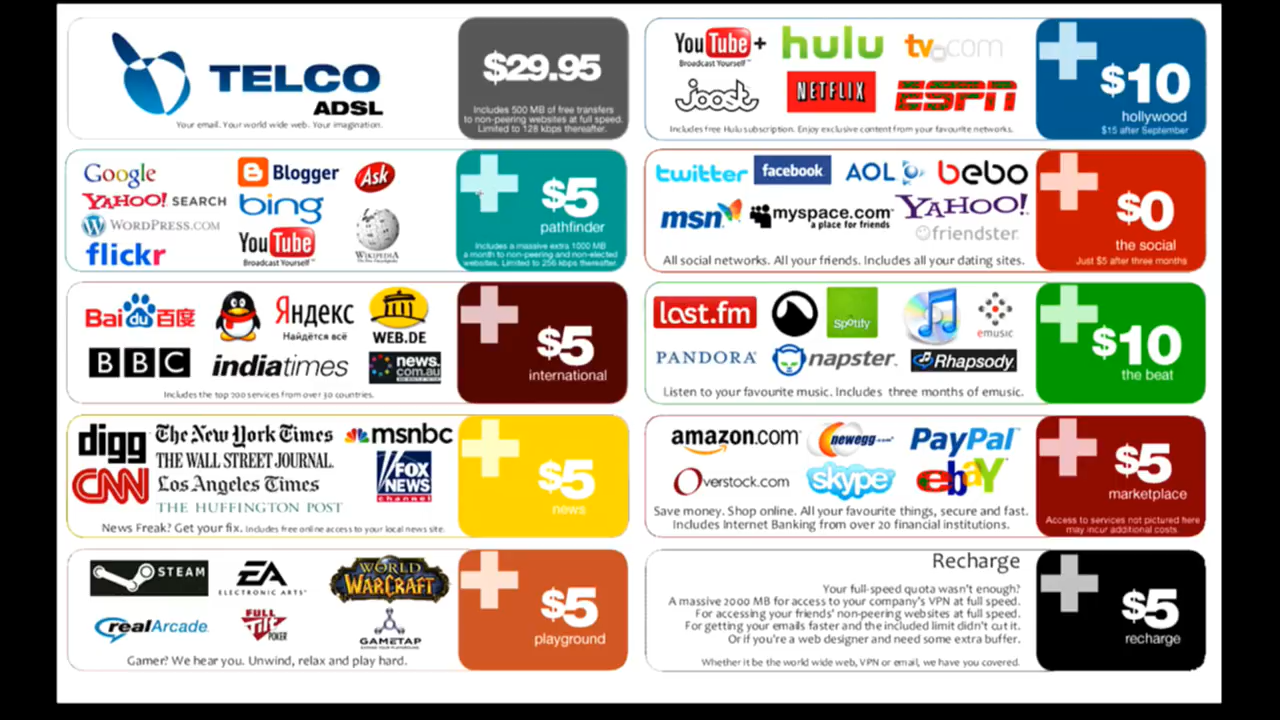 TELCO
ADSL
Your email. Your world wide web. Your imagination.
$29.95
Includes 500 MB of free transfers
to non-peering websites at full speed.
Limited to 128 kbps thereafter.
YouTube +
Broadcast Yourself™
hulu
tv.com
joost
NETFLIX
ESPN
Includes free Hulu subscription. Enjoy exclusive content from your favourite networks.
$10
hollywood
$15 after September
Google
Blogger
Ask
YAHOO! SEARCH
bing
WORDPRESS.COM
flickr
YouTube
Broadcast Yourself™
WIKIPEDIA
The Free Encyclopedia
$5
pathfinder
Includes a massive extra 1000 MB
a month to non-peering and non-elected
websites. Limited to 256 kbps thereafter.
twitter
facebook
AOL
bebo
msn
myspace.com™
a place for friends
YAHOO!
friendster
All social networks. All your friends. Includes all your dating sites.
$0
the social
Just $5 after three months
Bai du 百度
Яндекс
Найдётся всё
WEB.DE
BBC
indiatimes
news.
com.au
Includes the top 200 services from over 30 countries.
$5
international
last.fm
Spotify
eMUSIC
PANDORA
napster.
Rhapsody
Listen to your favourite music. Includes three months of emusic.
$10
the beat
digg
The New York Times
msnbc
THE WALL STREET JOURNAL.
CNN
Los Angeles Times
FOX
NEWS
channel
THE HUFFINGTON POST
News Freak? Get your fix. Includes free online access to your local news site.
$5
news
amazon.com
newegg.com
PayPal
Overstock.com
skype
ebaY
Save money. Shop online. All your favourite things, secure and fast.
Includes Internet Banking from over 20 financial institutions.
$5
marketplace
Access to services not pictured here
may incur additional costs
STEAM
EA
ELECTRONIC ARTS™
WORLD
OF
WARCRAFT
realArcade
FULL
TiLT
POKER
GAMETAP
Gamer? We hear you. Unwind, relax and play hard.
$5
playground
Recharge
Your full-speed quota wasn't enough?
A massive 2000 MB for access to your company's VPN at full speed.
For accessing your friends' non-peering websites at full speed.
For getting your emails faster and the included limit didn't cut it.
Or if you're a web designer and need some extra buffer.
Whether it be the world wide web, VPN or email, we have you covered.
$5
recharge